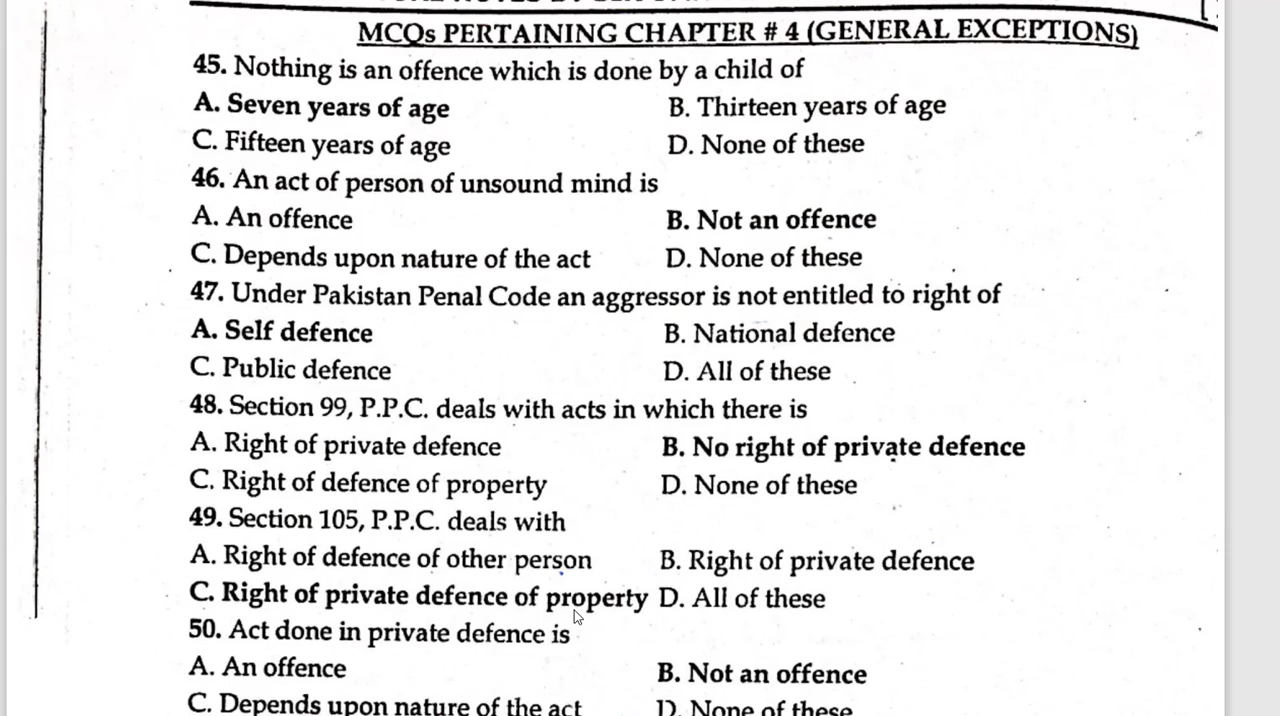 MCQs PERTAINING CHAPTER # 4 (GENERAL EXCEPTIONS)
45. Nothing is an offence which is done by a child of
A. Seven years of age B. Thirteen years of age
C. Fifteen years of age D. None of these
46. An act of person of unsound mind is
A. An offence B. Not an offence
C. Depends upon nature of the act D. None of these
47. Under Pakistan Penal Code an aggressor is not entitled to right of
A. Self defence B. National defence
C. Public defence D. All of these
48. Section 99, P.P.C. deals with acts in which there is
A. Right of private defence B. No right of private defence
C. Right of defence of property D. None of these
49. Section 105, P.P.C. deals with
A. Right of defence of other person B. Right of private defence
C. Right of private defence of property D. All of these
50. Act done in private defence is
A. An offence B. Not an offence
C. Depends upon nature of the act D. None of these